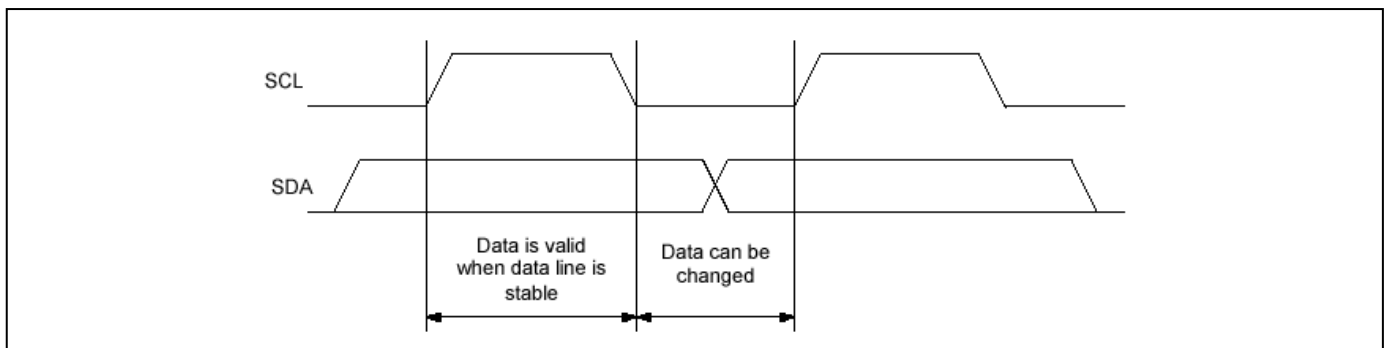 SCL
SDA
Data is valid
when data line is
stable
Data can be
changed